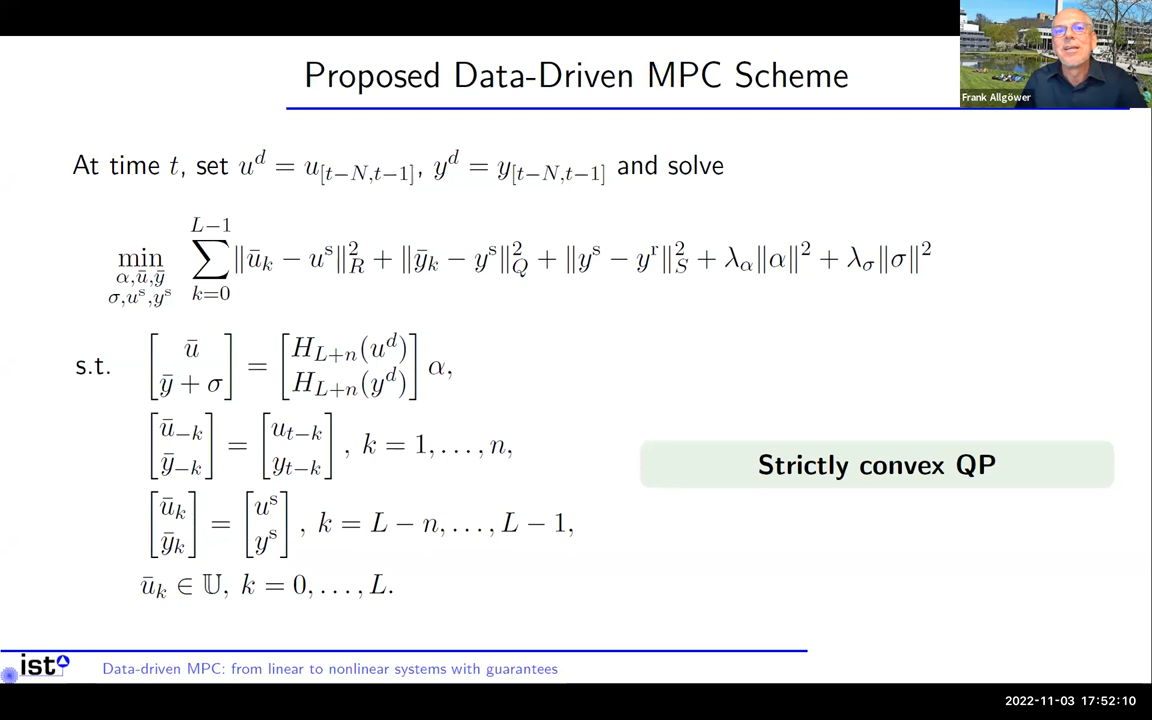 Proposed Data-Driven MPC Scheme
Frank Allgöwer
At time t, set u^d = u_{[t−N,t−1]}, y^d = y_{[t−N,t−1]} and solve
min_{α,ū,ȳ σ,u^s,y^s} ∑_{k=0}^{L−1} ‖ū_k − u^s‖²_R + ‖ȳ_k − y^s‖²_Q + ‖y^s − y^r‖²_S + λ_α‖α‖² + λ_σ‖σ‖²
s.t. [ū; ȳ + σ] = [H_{L+n}(u^d); H_{L+n}(y^d)] α,
[ū_{−k}; ȳ_{−k}] = [u_{t−k}; y_{t−k}], k = 1, . . . , n,
[ū_k; ȳ_k] = [u^s; y^s], k = L − n, . . . , L − 1,
ū_k ∈ 𝕌, k = 0, . . . , L.
Strictly convex QP
ist
Data-driven MPC: from linear to nonlinear systems with guarantees
2022-11-03 17:52:10